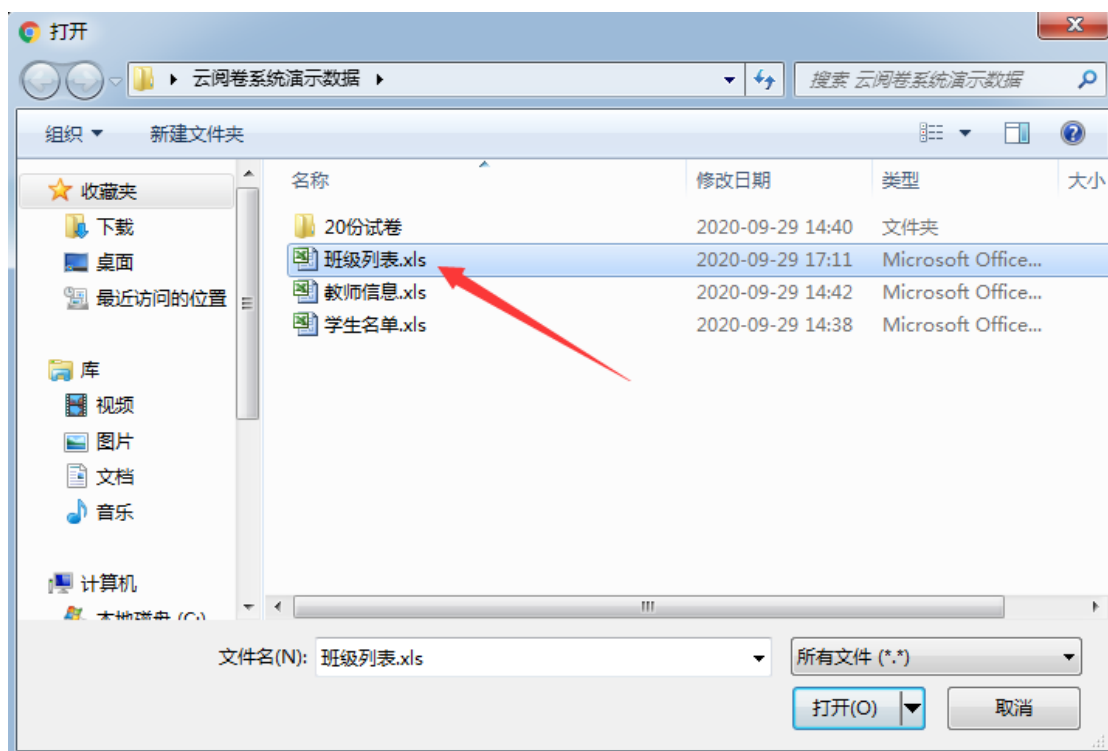 打开
云阅卷系统演示数据
搜索 云阅卷系统演示数据
组织 新建文件夹
名称 修改日期 类型 大小
收藏夹
下载
桌面
最近访问的位置
库
视频
图片
文档
音乐
计算机
本地磁盘 (C:)
20份试卷 2020-09-29 14:40 文件夹
班级列表.xls 2020-09-29 17:11 Microsoft Office...
教师信息.xls 2020-09-29 14:42 Microsoft Office...
学生名单.xls 2020-09-29 14:38 Microsoft Office...
文件名(N): 班级列表.xls 所有文件 (*.*)
打开(O) 取消